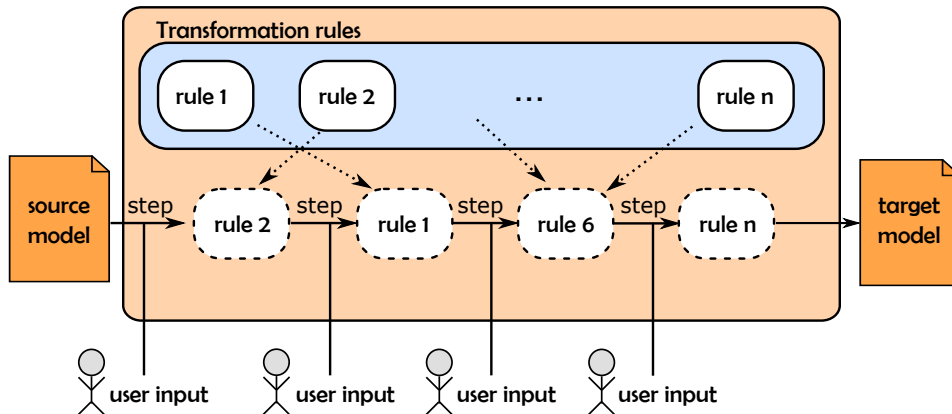 Transformation rules
rule 1
rule 2
...
rule n
source
model
step
rule 2
step
rule 1
step
rule 6
step
rule n
target
model
user input
user input
user input
user input